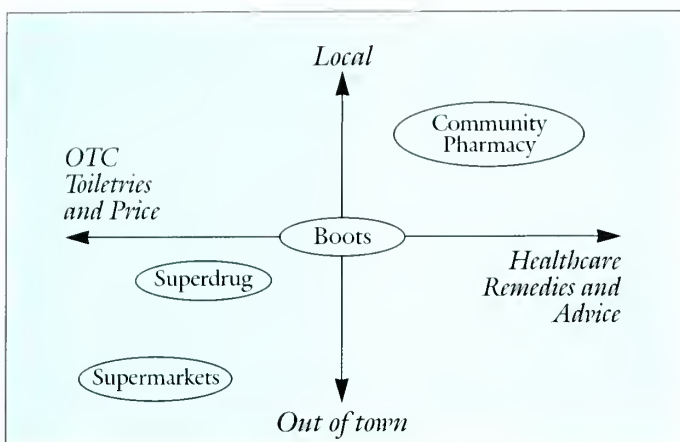 Local
Community
Pharmacy
OTC
Toiletries
and Price
Boots
Superdrug
Healthcare
Remedies and
Advice
Supermarkets
Out of town